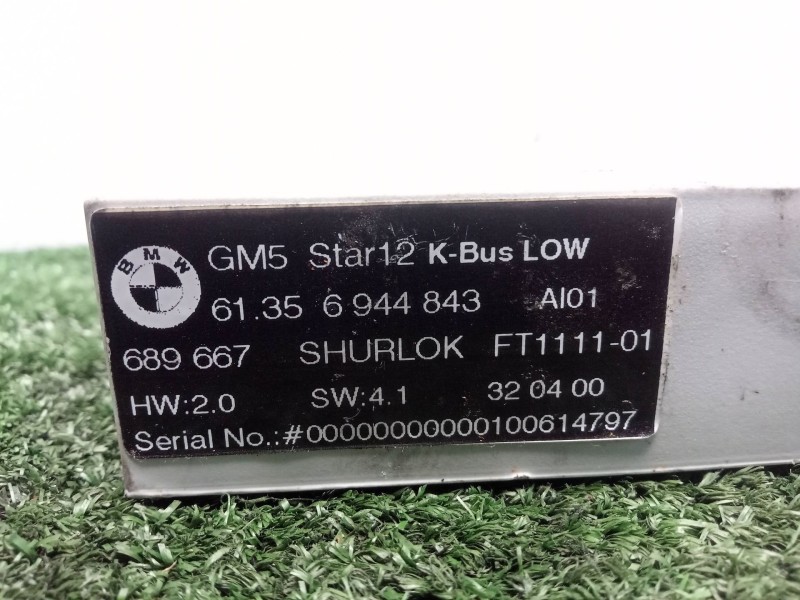 BMW
GM5 Star12 K-Bus LOW
61.35 6 944 843 AI01
689 667 SHURLOK FT1111-01
HW:2.0 SW:4.1 32 04 00
Serial No.:#00000000000100614797